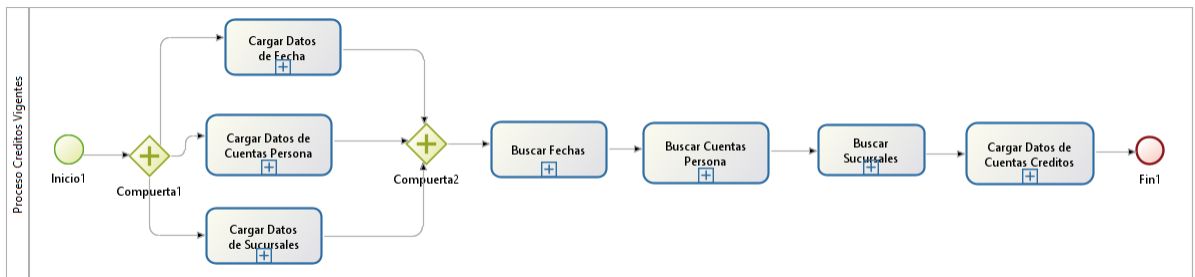 Proceso Creditos Vigentes
Inicio1
Compuerta1
Cargar Datos
de Fecha
Cargar Datos de
Cuentas Persona
Cargar Datos
de Sucursales
Compuerta2
Buscar Fechas
Buscar Cuentas
Persona
Buscar
Sucursales
Cargar Datos de
Cuentas Creditos
Fin1